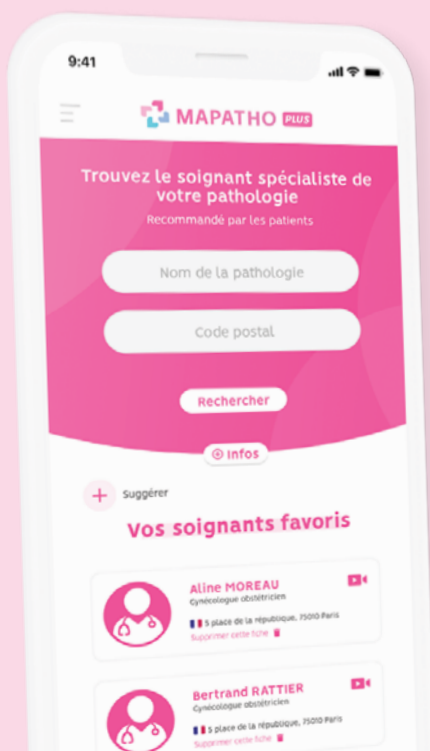 9:41
MAPATHO PLUS
Trouvez le soignant spécialiste de
votre pathologie
Recommandé par les patients
Nom de la pathologie
Code postal
Rechercher
Infos
Suggérer
Vos soignants favoris
Aline MOREAU
Gynécologue obstétricien
5 place de la république, 75010 Paris
Supprimer cette fiche
Bertrand RATTIER
Gynécologue obstétricien
5 place de la république, 75010 Paris
Supprimer cette fiche